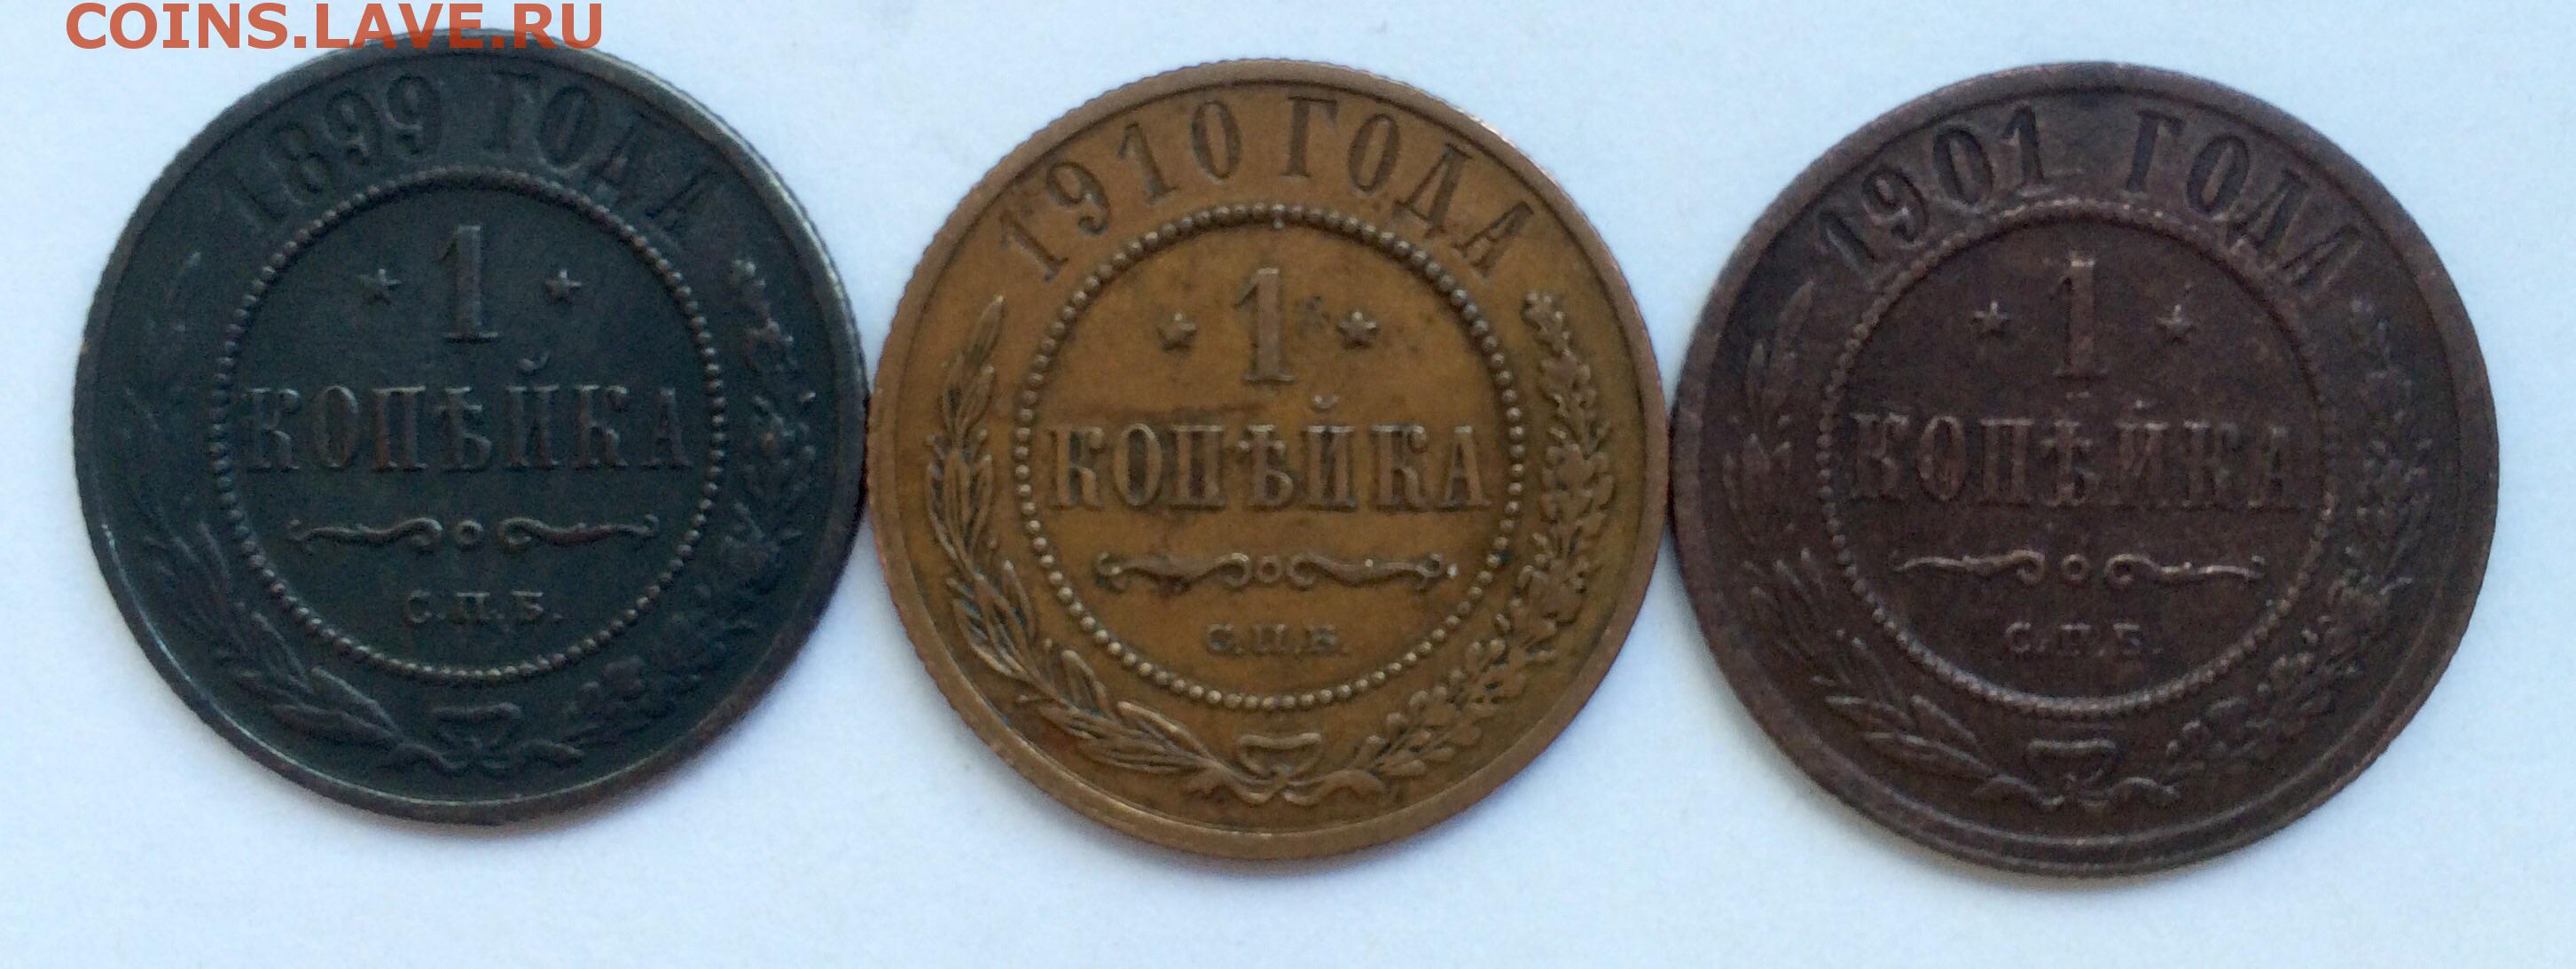 COINS.LAVE.RU
1899 ГОДА
1
КОПѢЙКА
С.П.Б.
1910 ГОДА
1
КОПѢЙКА
С.П.Б.
1901 ГОДА
1
КОПѢЙКА
С.П.Б.